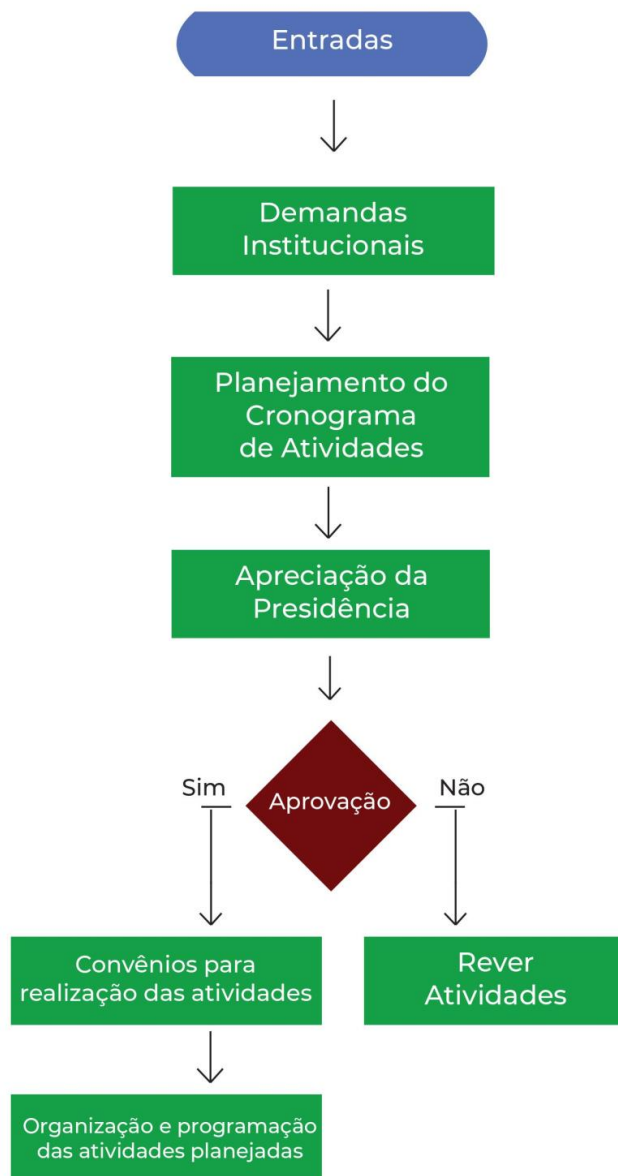 Entradas
Demandas
Institucionais
Planejamento do
Cronograma
de Atividades
Apreciação da
Presidência
Sim
Aprovação
Não
Convênios para
realização das atividades
Rever
Atividades
Organização e programação
das atividades planejadas